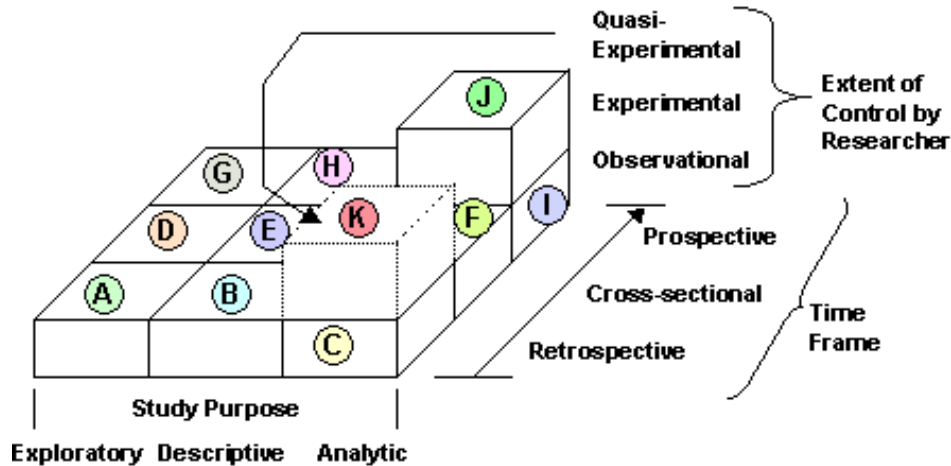 Quasi-
Experimental
Experimental
Observational
Extent of
Control by
Researcher
J
G
H
D
E
K
F
I
A
B
C
Prospective
Cross-sectional
Retrospective
Time
Frame
Study Purpose
Exploratory Descriptive Analytic